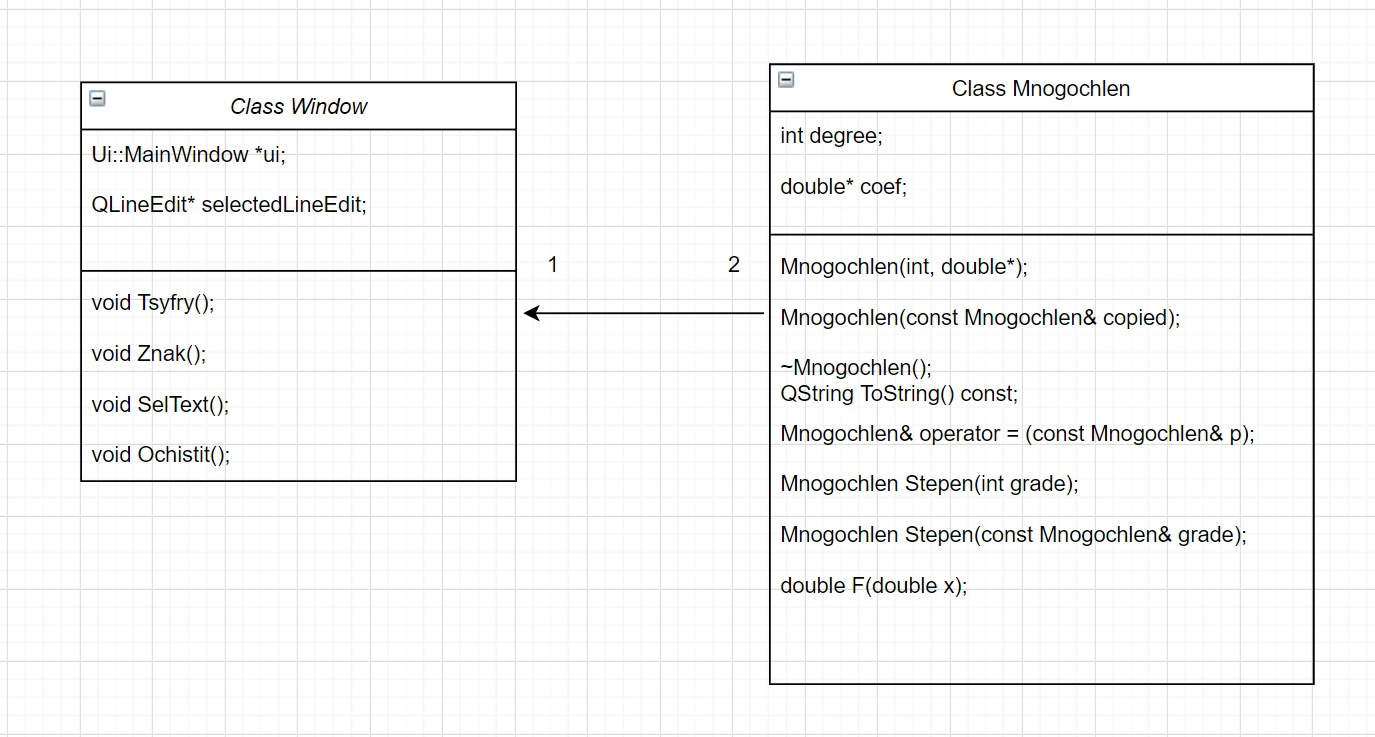 Class Window
Ui::MainWindow *ui;
QLineEdit* selectedLineEdit;
void Tsyfry();
void Znak();
void SelText();
void Ochistit();
1
2
Class Mnogochlen
int degree;
double* coef;
Mnogochlen(int, double*);
Mnogochlen(const Mnogochlen& copied);
~Mnogochlen();
QString ToString() const;
Mnogochlen& operator = (const Mnogochlen& p);
Mnogochlen Stepen(int grade);
Mnogochlen Stepen(const Mnogochlen& grade);
double F(double x);